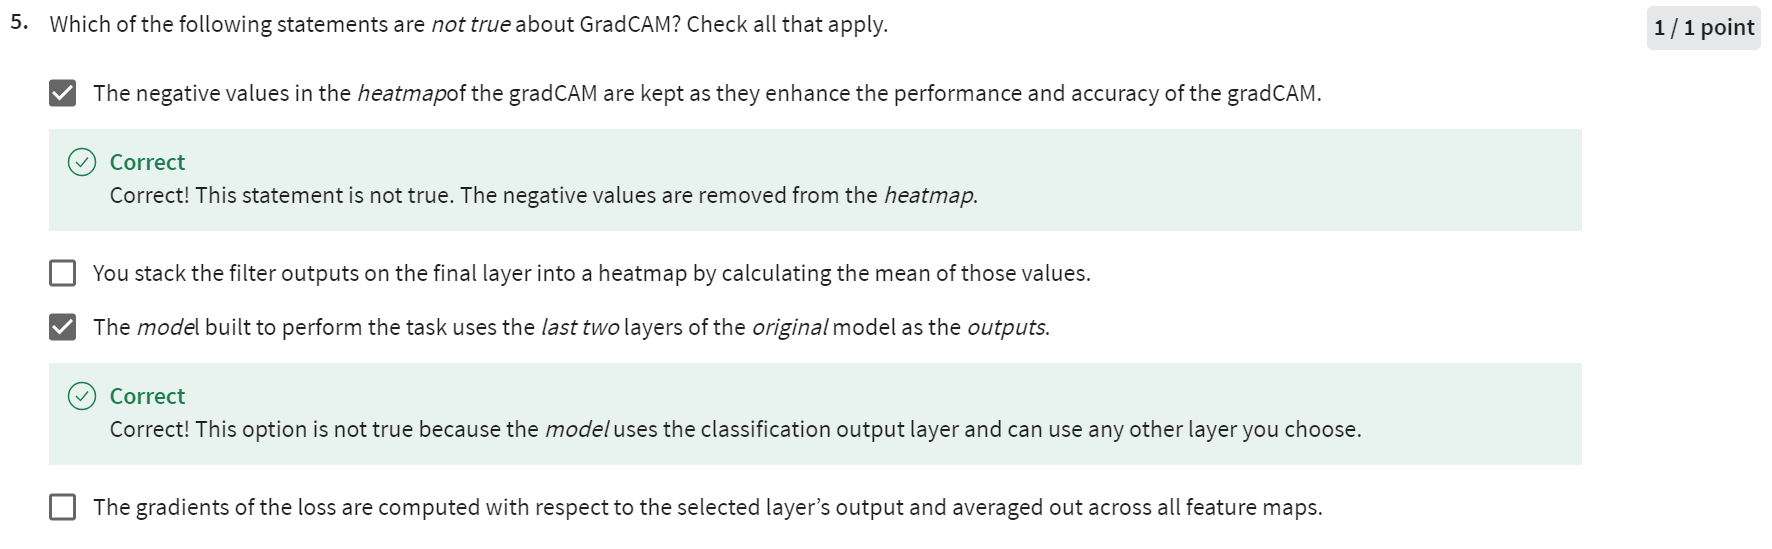 5. Which of the following statements are not true about GradCAM? Check all that apply.
1 / 1 point
The negative values in the heatmapof the gradCAM are kept as they enhance the performance and accuracy of the gradCAM.
Correct
Correct! This statement is not true. The negative values are removed from the heatmap.
You stack the filter outputs on the final layer into a heatmap by calculating the mean of those values.
The model built to perform the task uses the last two layers of the original model as the outputs.
Correct
Correct! This option is not true because the model uses the classification output layer and can use any other layer you choose.
The gradients of the loss are computed with respect to the selected layer’s output and averaged out across all feature maps.